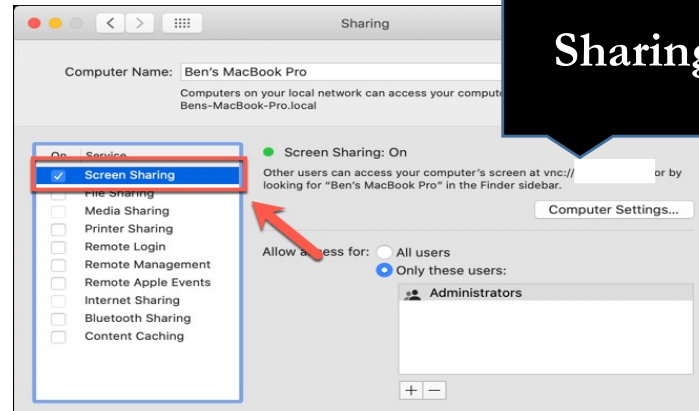 Sharing
Sharing
Computer Name: Ben's MacBook Pro
Computers on your local network can access your
Bens-MacBook-Pro.local
On Service
Screen Sharing
File Sharing
Media Sharing
Printer Sharing
Remote Login
Remote Management
Remote Apple Events
Internet Sharing
Bluetooth Sharing
Content Caching
Screen Sharing: On
Other users can access your computer's screen at vnc:// or by
looking for “Ben's MacBook Pro” in the Finder sidebar.
Computer Settings...
Allow access for: All users
Only these users:
Administrators